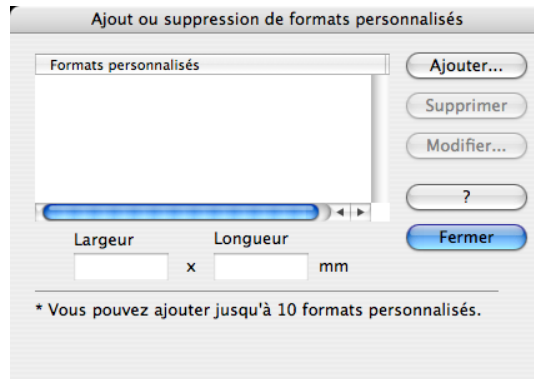 Ajout ou suppression de formats personnalisés
Formats personnalisés
Ajouter...
Supprimer
Modifier...
?
Fermer
Largeur Longueur
x mm
* Vous pouvez ajouter jusqu'à 10 formats personnalisés.